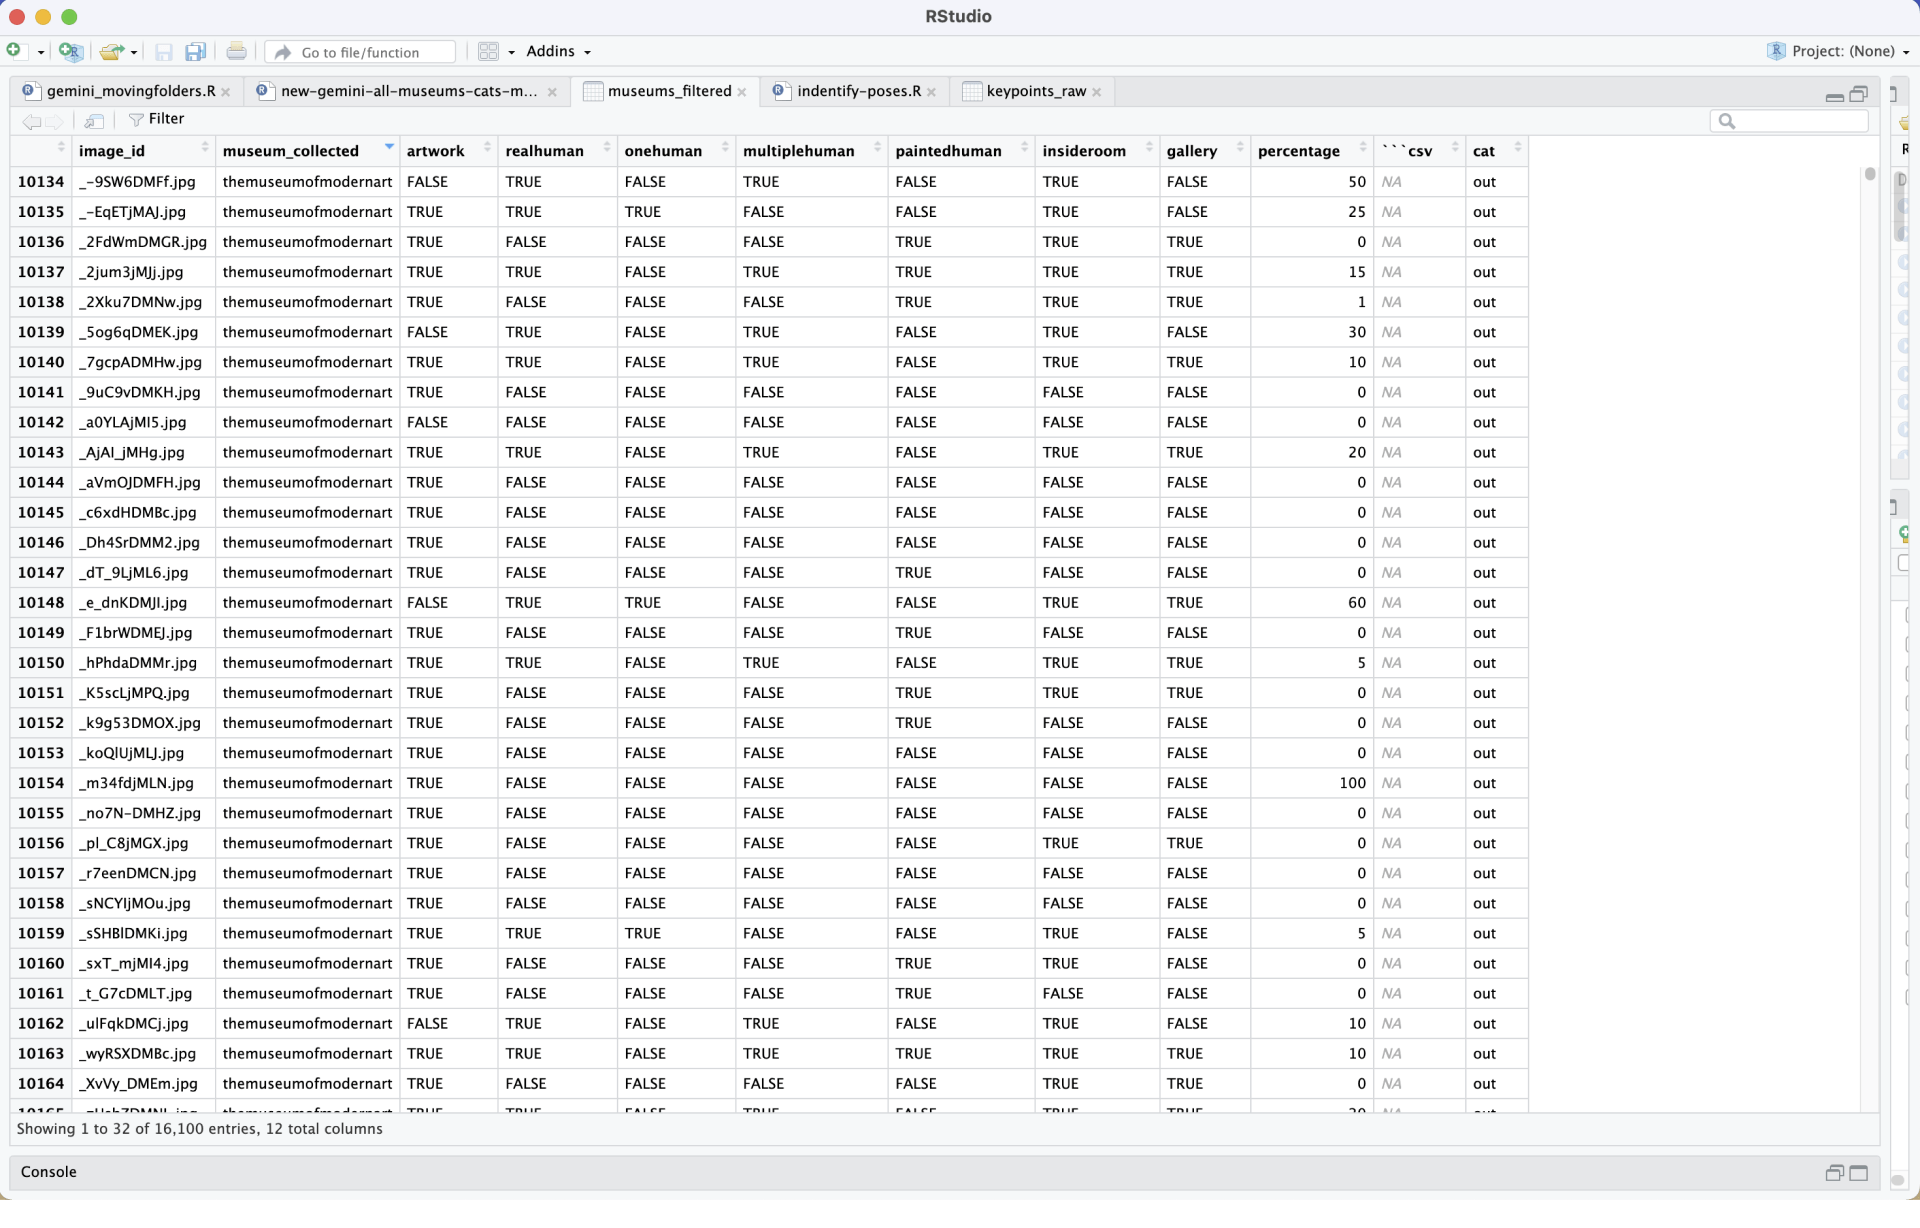 RStudio
Go to file/function Addins Project: (None)
gemini_movingfolders.R new-gemini-all-museums-cats-m... museums_filtered indentify-poses.R keypoints_raw
Filter
image_id museum_collected artwork realhuman onehuman multiplehuman paintedhuman insideroom gallery percentage ```csv cat
10134 _-9SW6DMFf.jpg themuseumofmodernart FALSE TRUE FALSE TRUE FALSE TRUE FALSE 50 NA out
10135 _-EqETjMAJ.jpg themuseumofmodernart TRUE TRUE TRUE FALSE FALSE TRUE FALSE 25 NA out
10136 _2FdWmDMGR.jpg themuseumofmodernart TRUE FALSE FALSE FALSE TRUE TRUE TRUE 0 NA out
10137 _2jum3jMJj.jpg themuseumofmodernart TRUE TRUE FALSE TRUE TRUE TRUE TRUE 15 NA out
10138 _2Xku7DMNw.jpg themuseumofmodernart TRUE FALSE FALSE FALSE TRUE TRUE TRUE 1 NA out
10139 _5og6qDMEK.jpg themuseumofmodernart FALSE TRUE FALSE TRUE FALSE TRUE FALSE 30 NA out
10140 _7gcpADMHw.jpg themuseumofmodernart TRUE TRUE FALSE TRUE FALSE TRUE TRUE 10 NA out
10141 _9uC9vDMKH.jpg themuseumofmodernart TRUE FALSE FALSE FALSE FALSE FALSE FALSE 0 NA out
10142 _a0YLAjMI5.jpg themuseumofmodernart FALSE FALSE FALSE FALSE FALSE FALSE FALSE 0 NA out
10143 _AjAI_jMHg.jpg themuseumofmodernart TRUE TRUE FALSE TRUE FALSE TRUE TRUE 20 NA out
10144 _aVmOJDMFH.jpg themuseumofmodernart TRUE FALSE FALSE FALSE FALSE FALSE FALSE 0 NA out
10145 _c6xdHDMBc.jpg themuseumofmodernart TRUE FALSE FALSE FALSE FALSE FALSE FALSE 0 NA out
10146 _Dh4SrDMM2.jpg themuseumofmodernart TRUE FALSE FALSE FALSE FALSE FALSE FALSE 0 NA out
10147 _dT_9LjML6.jpg themuseumofmodernart TRUE FALSE FALSE FALSE TRUE FALSE FALSE 0 NA out
10148 _e_dnKDMJI.jpg themuseumofmodernart FALSE TRUE TRUE FALSE FALSE TRUE TRUE 60 NA out
10149 _F1brWDMEJ.jpg themuseumofmodernart TRUE FALSE FALSE FALSE TRUE FALSE FALSE 0 NA out
10150 _hPhdaDMMr.jpg themuseumofmodernart TRUE TRUE FALSE TRUE FALSE TRUE TRUE 5 NA out
10151 _K5scLjMPQ.jpg themuseumofmodernart TRUE FALSE FALSE FALSE TRUE TRUE TRUE 0 NA out
10152 _k9g53DMOX.jpg themuseumofmodernart TRUE FALSE FALSE FALSE TRUE FALSE FALSE 0 NA out
10153 _koQlUjMLJ.jpg themuseumofmodernart TRUE FALSE FALSE FALSE FALSE FALSE FALSE 0 NA out
10154 _m34fdjMLN.jpg themuseumofmodernart TRUE FALSE FALSE FALSE FALSE FALSE FALSE 100 NA out
10155 _no7N-DMHZ.jpg themuseumofmodernart TRUE FALSE FALSE FALSE FALSE FALSE FALSE 0 NA out
10156 _pl_C8jMGX.jpg themuseumofmodernart TRUE FALSE FALSE FALSE FALSE TRUE TRUE 0 NA out
10157 _r7eenDMCN.jpg themuseumofmodernart TRUE FALSE FALSE FALSE FALSE FALSE FALSE 0 NA out
10158 _sNCYIjMOu.jpg themuseumofmodernart TRUE FALSE FALSE FALSE FALSE FALSE FALSE 0 NA out
10159 _sSHBlDMKi.jpg themuseumofmodernart TRUE TRUE TRUE FALSE FALSE TRUE FALSE 5 NA out
10160 _sxT_mjMI4.jpg themuseumofmodernart TRUE FALSE FALSE FALSE TRUE TRUE FALSE 0 NA out
10161 _t_G7cDMLT.jpg themuseumofmodernart TRUE FALSE FALSE FALSE TRUE FALSE FALSE 0 NA out
10162 _ulFqkDMCj.jpg themuseumofmodernart FALSE TRUE FALSE TRUE FALSE TRUE FALSE 10 NA out
10163 _wyRSXDMBc.jpg themuseumofmodernart TRUE TRUE FALSE TRUE TRUE TRUE TRUE 10 NA out
10164 _XvVy_DMEm.jpg themuseumofmodernart TRUE FALSE FALSE FALSE FALSE TRUE TRUE 0 NA out
Showing 1 to 32 of 16,100 entries, 12 total columns
Console